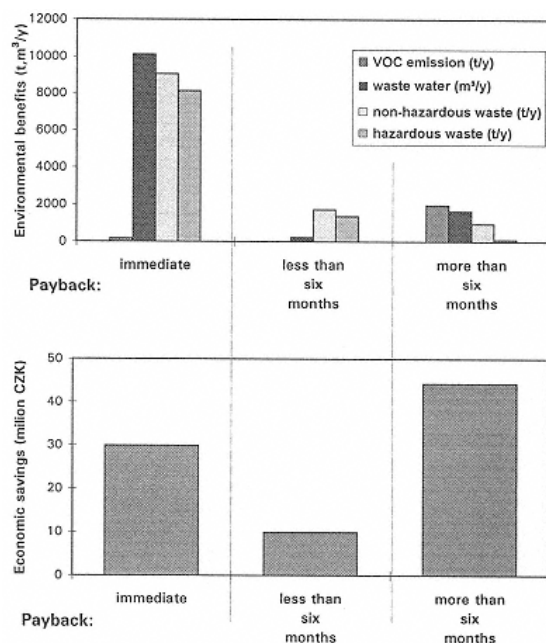 Environmental benefits (t,m³/y)
12000
10000
8000
6000
4000
2000
0
VOC emission (t/y)
waste water (m³/y)
non-hazardous waste (t/y)
hazardous waste (t/y)
immediate
less than
six
months
more than
six
months
Payback:
Economic savings (milion CZK)
50
40
30
20
10
0
immediate
less than
six
months
more than
six
months
Payback: